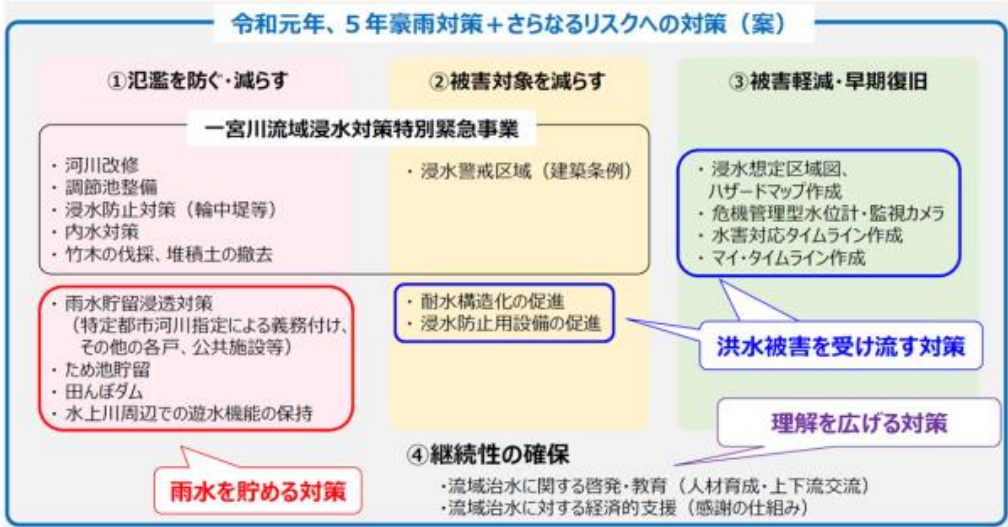 令和元年、5年豪雨対策＋さらなるリスクへの対策（案）
①氾濫を防ぐ・減らす
②被害対象を減らす
③被害軽減・早期復旧
一宮川流域浸水対策特別緊急事業
・河川改修
・調節池整備
・浸水防止対策（輪中堤等）
・内水対策
・竹木の伐採、堆積土の撤去
・浸水警戒区域（建築条例）
・浸水想定区域図、
ハザードマップ作成
・危機管理型水位計・監視カメラ
・水害対応タイムライン作成
・マイ・タイムライン作成
・雨水貯留浸透対策
（特定都市河川指定による義務付け、
その他の各戸、公共施設等）
・ため池貯留
・田んぼダム
・水上川周辺での遊水機能の保持
・耐水構造化の促進
・浸水防止用設備の促進
洪水被害を受け流す対策
理解を広げる対策
雨水を貯める対策
④継続性の確保
・流域治水に関する啓発・教育（人材育成・上下流交流）
・流域治水に対する経済的支援（感謝の仕組み）